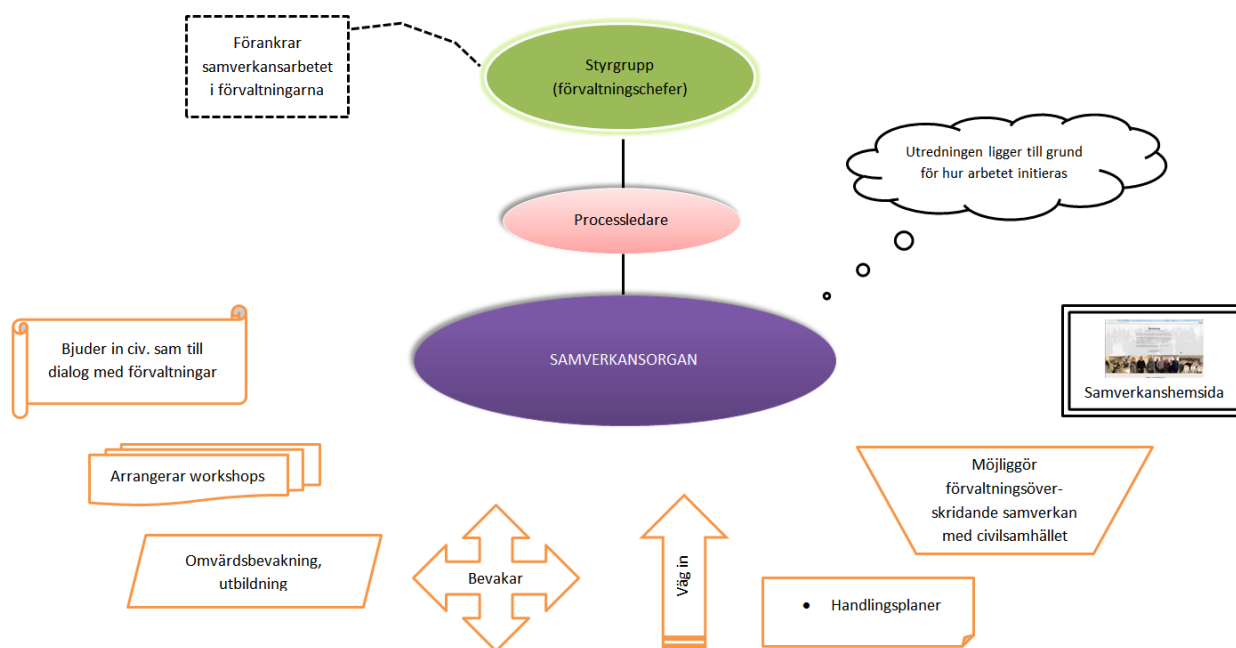 Förankrar
samverkansarbetet
i förvaltningarna
Styrgrupp
(förvaltningschefer)
Utredningen ligger till grund
för hur arbetet initieras
Processledare
SAMVERKANSORGAN
Bjuder in civ. sam till
dialog med förvaltningar
Samverkanshemsida
Arrangerar workshops
Möjliggör
förvaltningsöver-
skridande samverkan
med civilsamhället
Omvärdsbevakning,
utbildning
Bevakar
Väg in
• Handlingsplaner